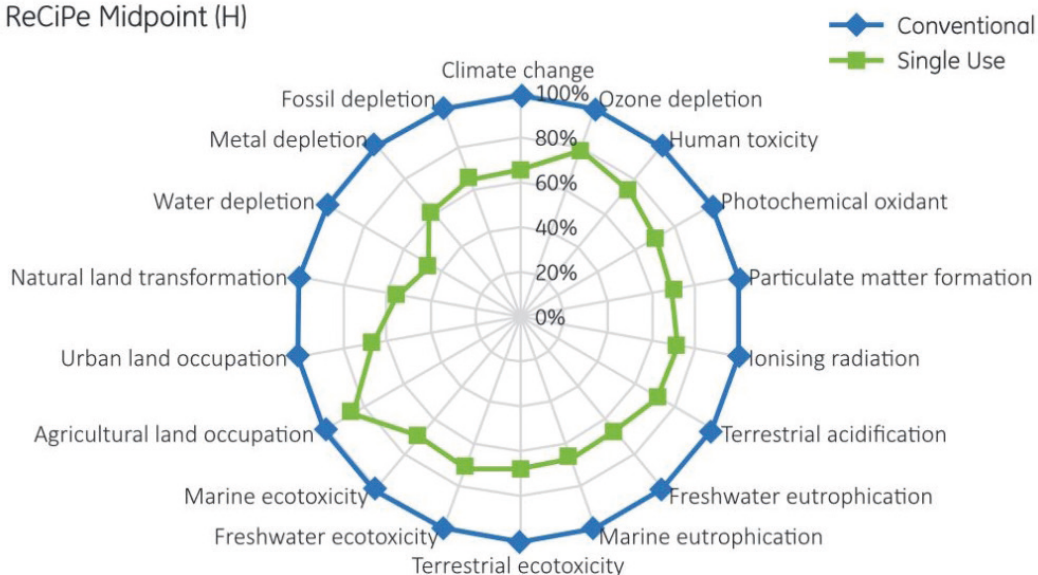 ReCiPe Midpoint (H)
Conventional
Single Use
Climate change
100%
Fossil depletion
Ozone depletion
Metal depletion
80%
Human toxicity
Water depletion
60%
Photochemical oxidant
40%
Natural land transformation
20%
Particulate matter formation
0%
Urban land occupation
Ionising radiation
Agricultural land occupation
Terrestrial acidification
Marine ecotoxicity
Freshwater eutrophication
Freshwater ecotoxicity
Marine eutrophication
Terrestrial ecotoxicity